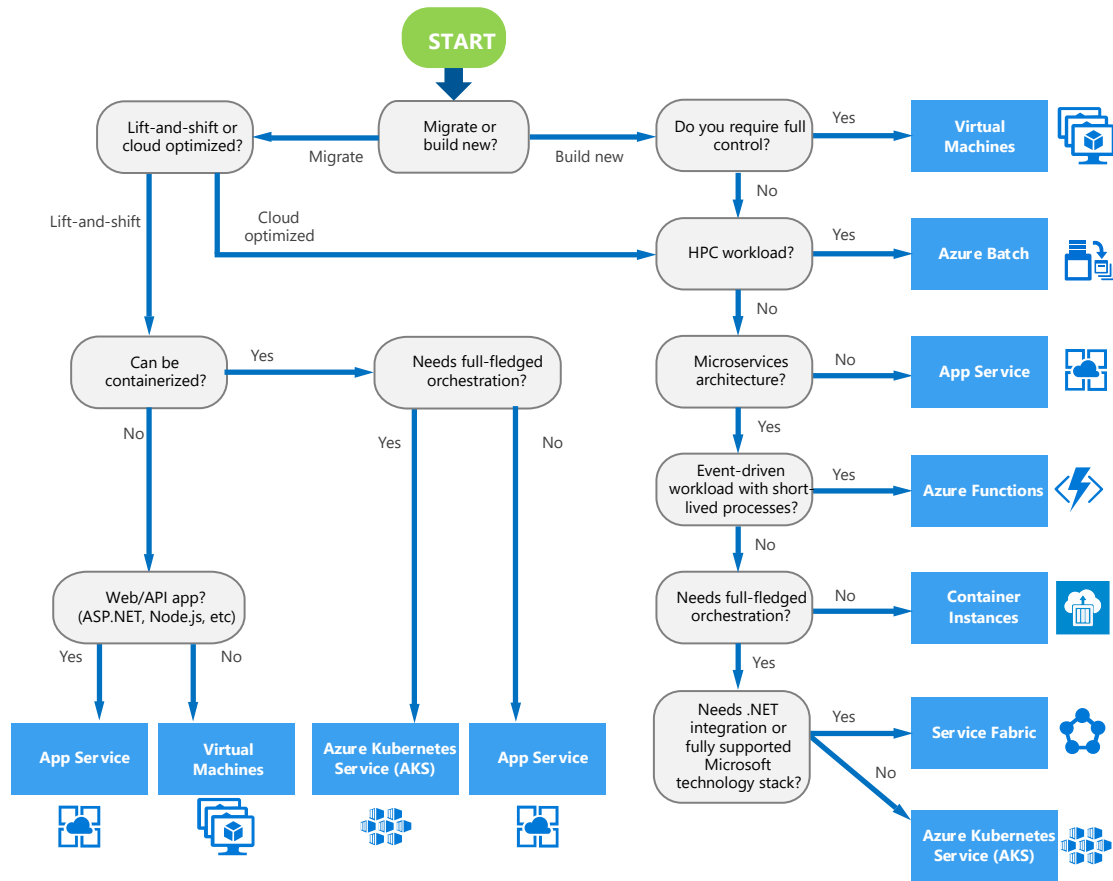 START
Lift-and-shift or
cloud optimized?
Migrate
Migrate or
build new?
Build new
Do you require full
control?
Yes
Virtual
Machines
No
Lift-and-shift
Cloud
optimized
HPC workload?
Yes
Azure Batch
No
Can be
containerized?
Yes
Needs full-fledged
orchestration?
Microservices
architecture?
No
App Service
No
Yes
No
Yes
Event-driven
workload with short-
lived processes?
Yes
Azure Functions
No
Web/API app?
(ASP.NET, Node.js, etc)
Needs full-fledged
orchestration?
No
Container
Instances
Yes
No
Yes
App Service
Virtual
Machines
Azure Kubernetes
Service (AKS)
App Service
Needs .NET
integration or
fully supported
Microsoft
technology stack?
Yes
Service Fabric
No
Azure Kubernetes
Service (AKS)